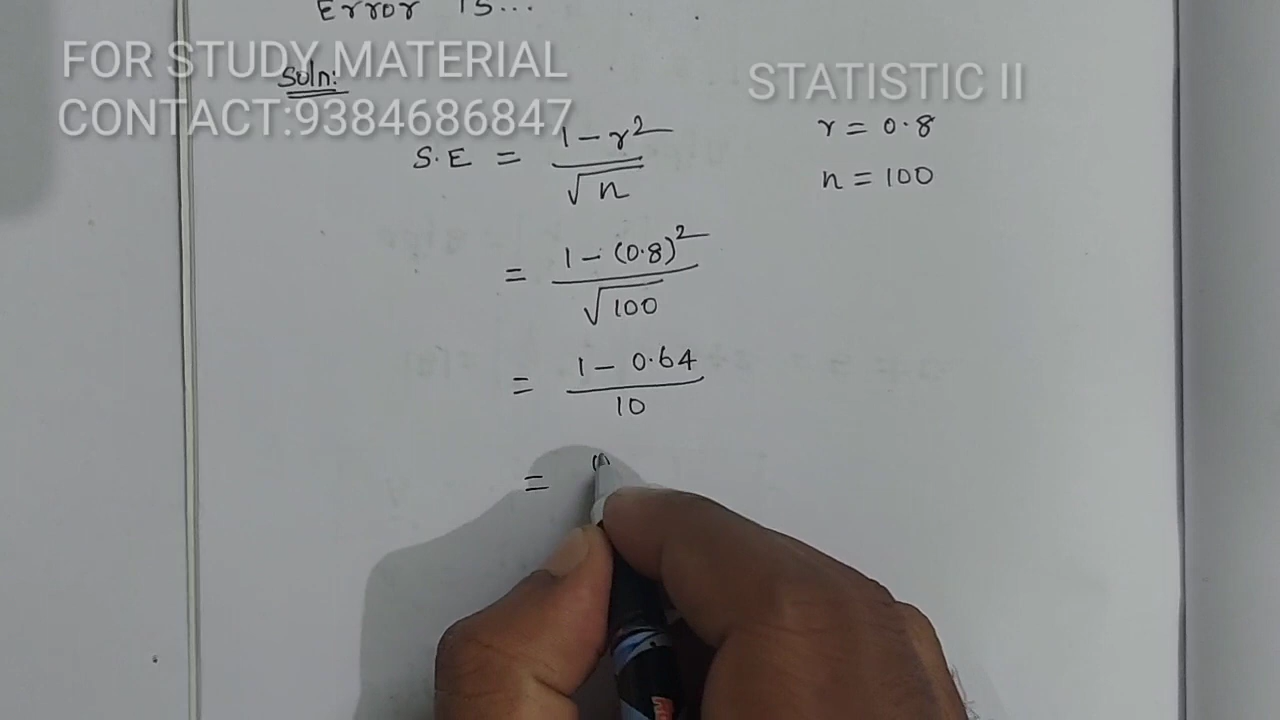 Error is...
FOR STUDY MATERIAL
Soln:
CONTACT:9384686847
STATISTIC II
S.E = 1 - r² / √n
r = 0.8
n = 100
= 1 - (0.8)² / √100
= 1 - 0.64 / 10
=